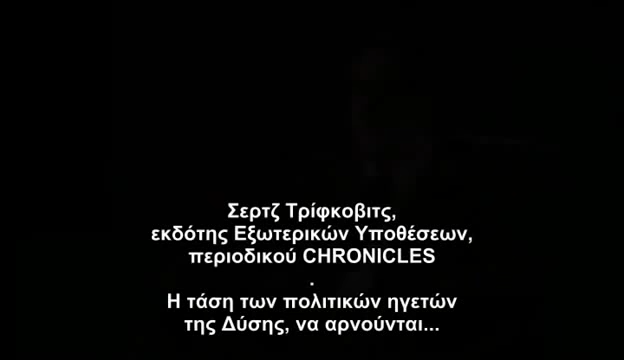 Σερτζ Τρίφκοβιτς,
εκδότης Εξωτερικών Υποθέσεων,
περιοδικού CHRONICLES
.
Η τάση των πολιτικών ηγετών
της Δύσης, να αρνούνται...